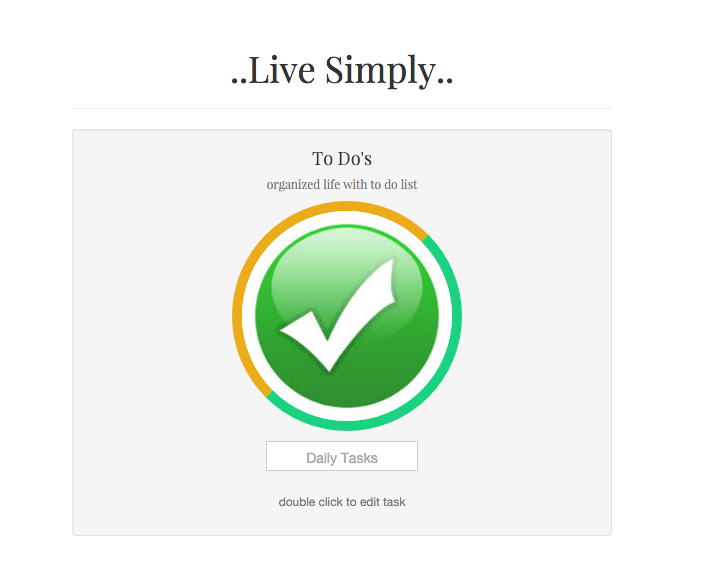 ..Live Simply..
To Do's
organized life with to do list
Daily Tasks
double click to edit task